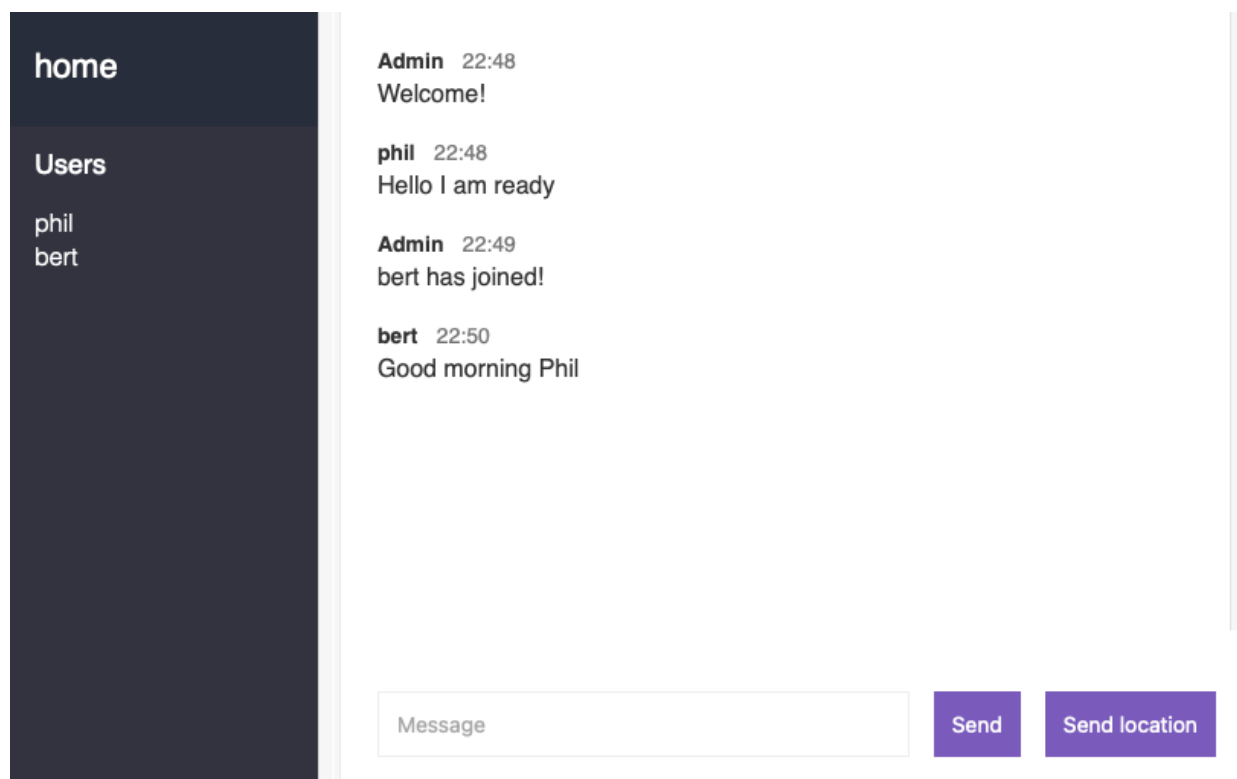 home
Users
phil
bert
Admin 22:48
Welcome!
phil 22:48
Hello I am ready
Admin 22:49
bert has joined!
bert 22:50
Good morning Phil
Message
Send
Send location